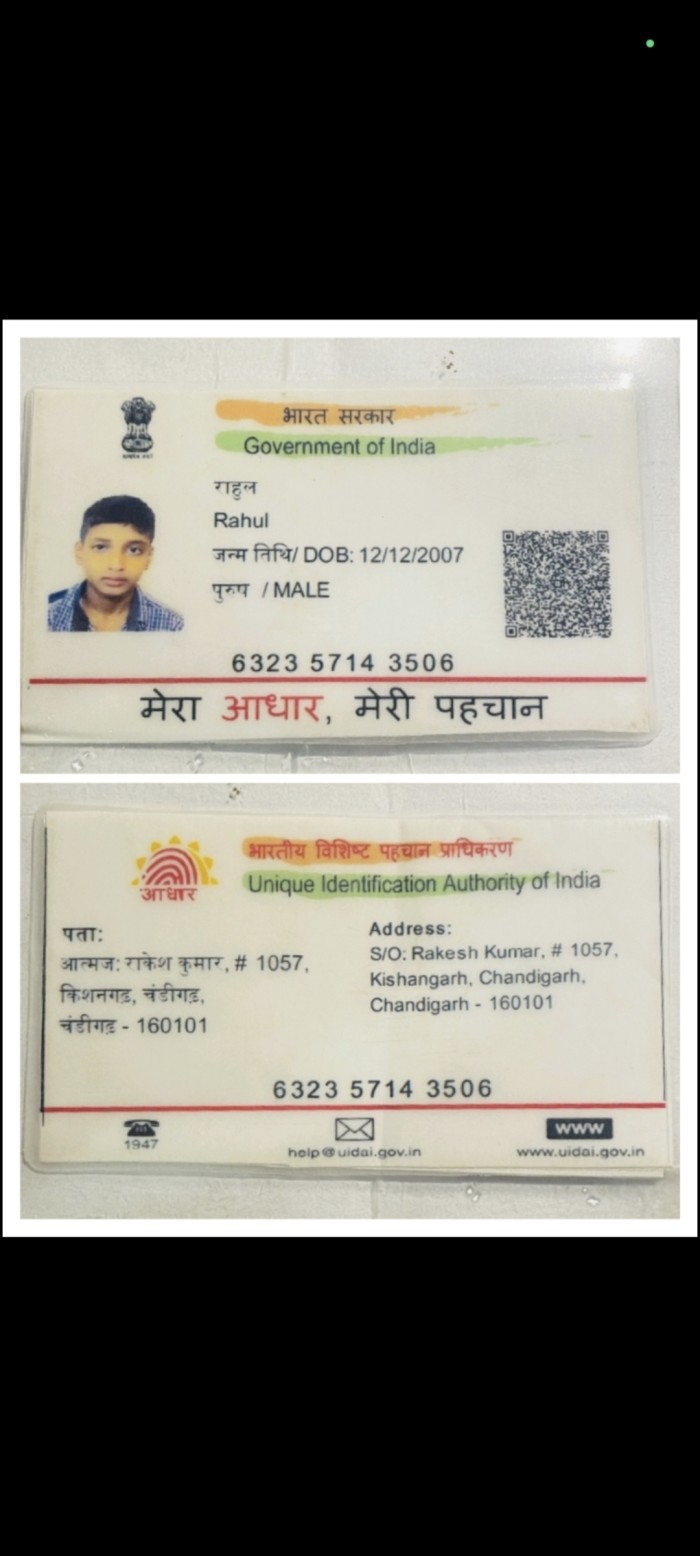 भारत सरकार
Government of India
राहुल
Rahul
जन्म तिथि/ DOB: 12/12/2007
पुरुष / MALE
6323 5714 3506
मेरा आधार, मेरी पहचान
आधार
भारतीय विशिष्ट पहचान प्राधिकरण
Unique Identification Authority of India
पता:
आत्मज: राकेश कुमार, # 1057,
किशनगढ़, चंडीगढ़,
चंडीगढ़ - 160101
Address:
S/O: Rakesh Kumar, # 1057,
Kishangarh, Chandigarh,
Chandigarh - 160101
6323 5714 3506
1947
help@uidai.gov.in
WWW
www.uidai.gov.in